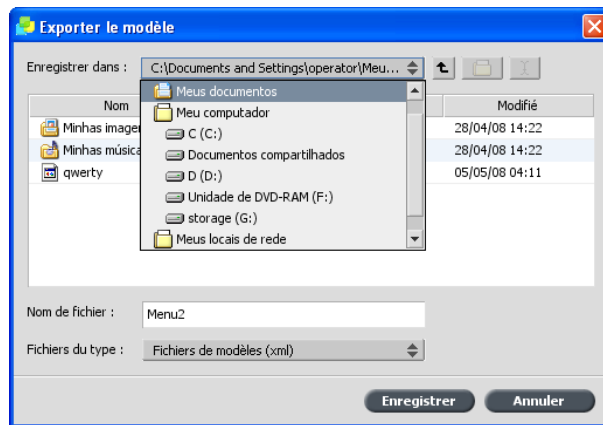 Exporter le modèle
Enregistrer dans :
C:\Documents and Settings\operator\Meu...
Meus documentos
Meu computador
C (C:)
Documentos compartilhados
D (D:)
Unidade de DVD-RAM (F:)
storage (G:)
Meus locais de rede
Nom
Modifié
Minhas image
28/04/08 14:22
Minhas música
28/04/08 14:22
qwerty
05/05/08 04:11
Nom de fichier :
Menu2
Fichiers du type :
Fichiers de modèles (xml)
Enregistrer
Annuler